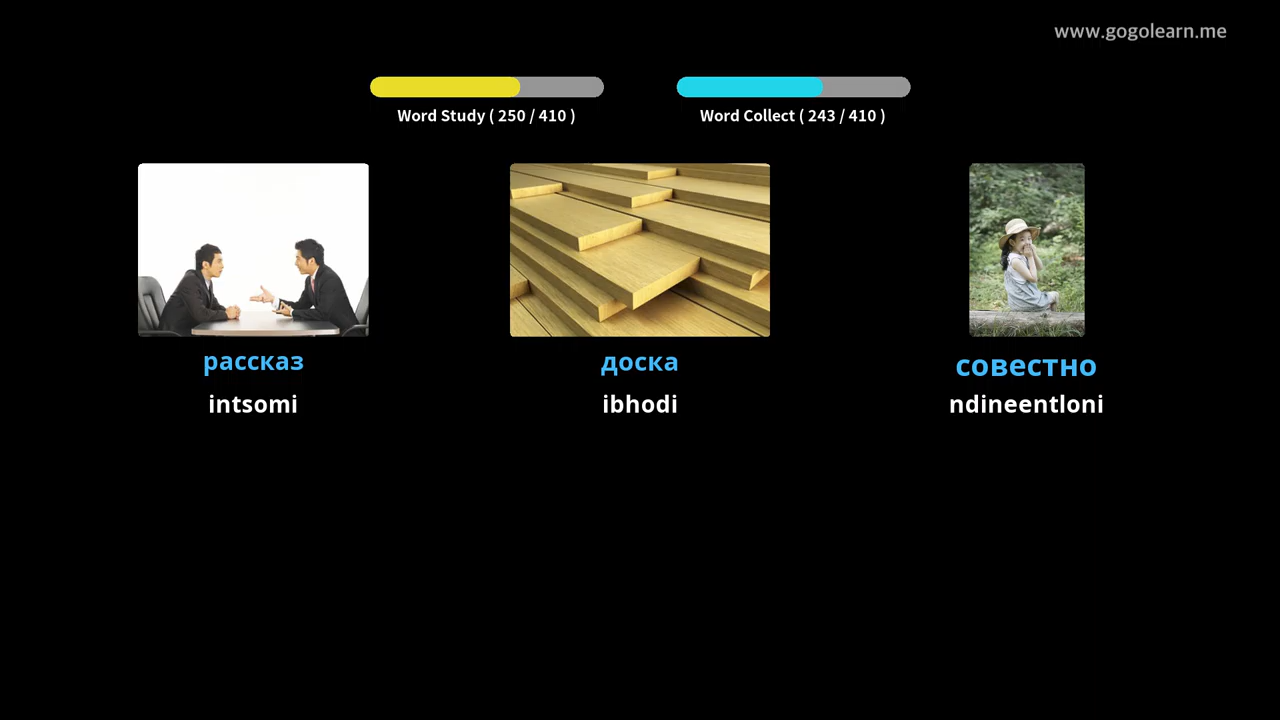 www.gogolearn.me
Word Study ( 250 / 410 )
Word Collect ( 243 / 410 )
рассказ
intsomi
доска
ibhodi
совестно
ndineentloni